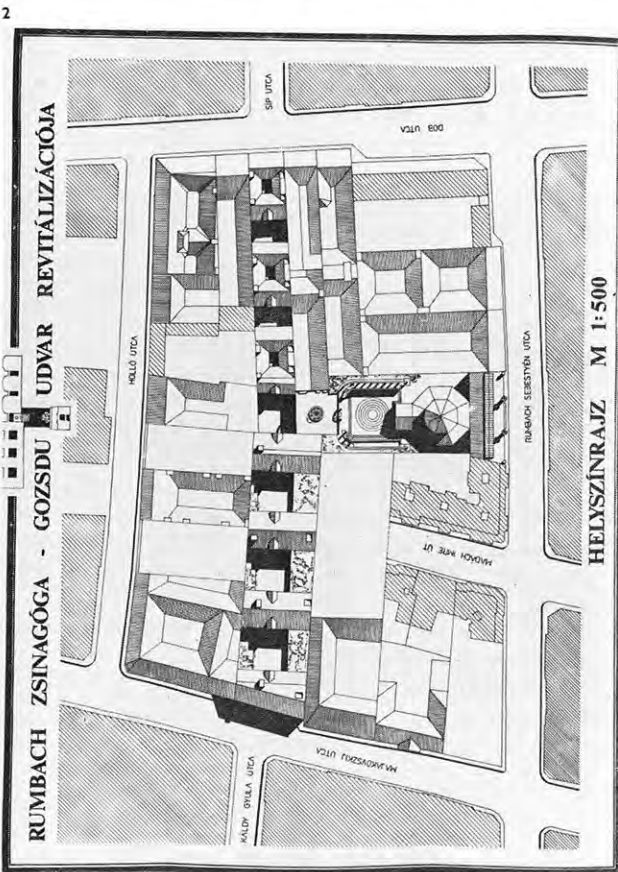 2
RUMBACH ZSINAGÓGA - GOZSDU UDVAR REVITÁLIZÁCIÓJA
SÍP UTCA
DOB UTCA
HOLLÓ UTCA
RUMBACH SEBESTYÉN UTCA
MADÁCH IMRE ÚT
MAJAKOVSZKIJ UTCA
KÁLDY GYULA UTCA
HELYSZÍNRAJZ M 1:500